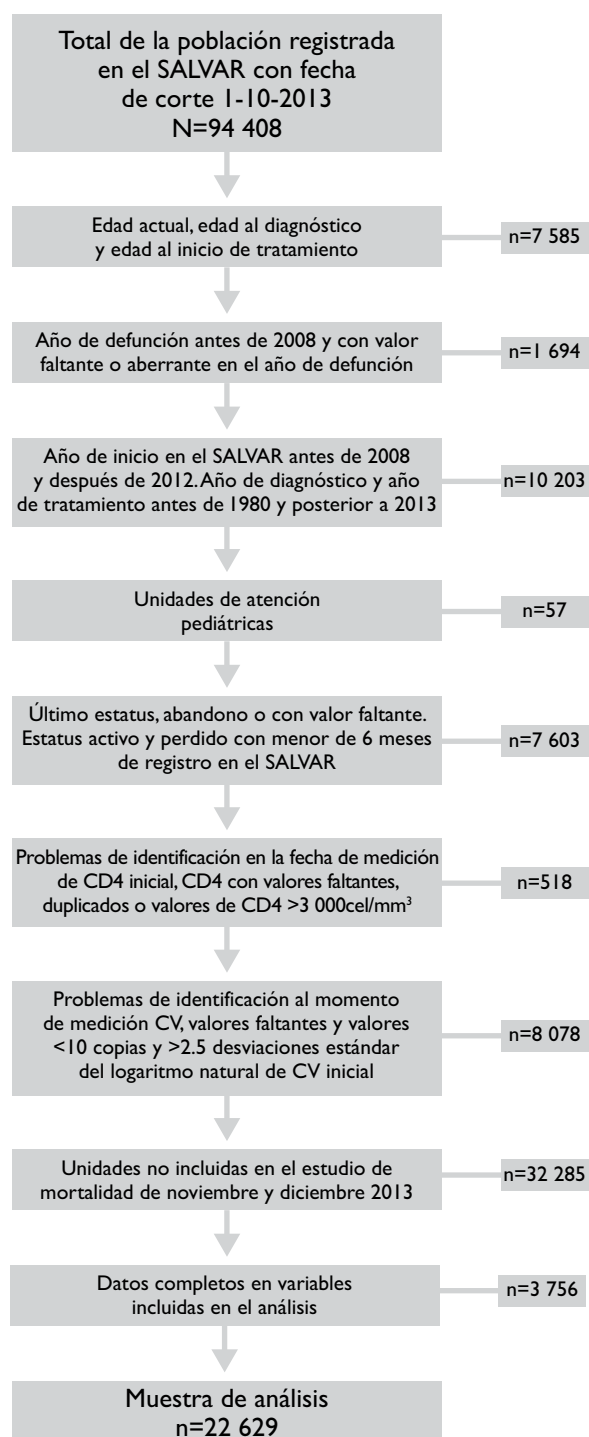 Total de la población registrada
en el SALVAR con fecha
de corte 1-10-2013
N=94 408
Edad actual, edad al diagnóstico
y edad al inicio de tratamiento
n=7 585
Año de defunción antes de 2008 y con valor
faltante o aberrante en el año de defunción
n=1 694
Año de inicio en el SALVAR antes de 2008
y después de 2012. Año de diagnóstico y año
de tratamiento antes de 1980 y posterior a 2013
n=10 203
Unidades de atención
pediátricas
n=57
Último estatus, abandono o con valor faltante.
Estatus activo y perdido con menor de 6 meses
de registro en el SALVAR
n=7 603
Problemas de identificación en la fecha de medición
de CD4 inicial, CD4 con valores faltantes,
duplicados o valores de CD4 >3 000cel/mm³
n=518
Problemas de identificación al momento
de medición CV, valores faltantes y valores
<10 copias y >2.5 desviaciones estándar
del logaritmo natural de CV inicial
n=8 078
Unidades no incluidas en el estudio de
mortalidad de noviembre y diciembre 2013
n=32 285
Datos completos en variables
incluidas en el análisis
n=3 756
Muestra de análisis
n=22 629